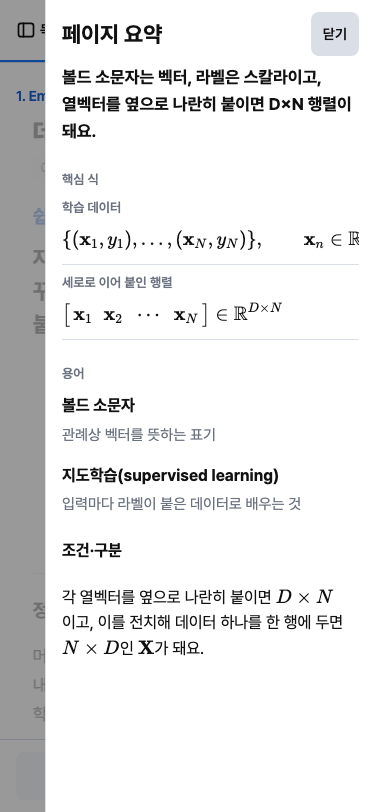 페이지 요약
닫기
볼드 소문자는 벡터, 라벨은 스칼라이고,
열벡터를 옆으로 나란히 붙이면 D×N 행렬이
돼요.
핵심 식
학습 데이터
{(x₁, y₁), . . . , (x_N, y_N)}, x_n ∈ ℝ
세로로 이어 붙인 행렬
[x₁ x₂ ⋯ x_N] ∈ ℝ^{D×N}
용어
볼드 소문자
관례상 벡터를 뜻하는 표기
지도학습(supervised learning)
입력마다 라벨이 붙은 데이터로 배우는 것
조건·구분
각 열벡터를 옆으로 나란히 붙이면 D × N
이고, 이를 전치해 데이터 하나를 한 행에 두면
N × D인 X가 돼요.
1. Em